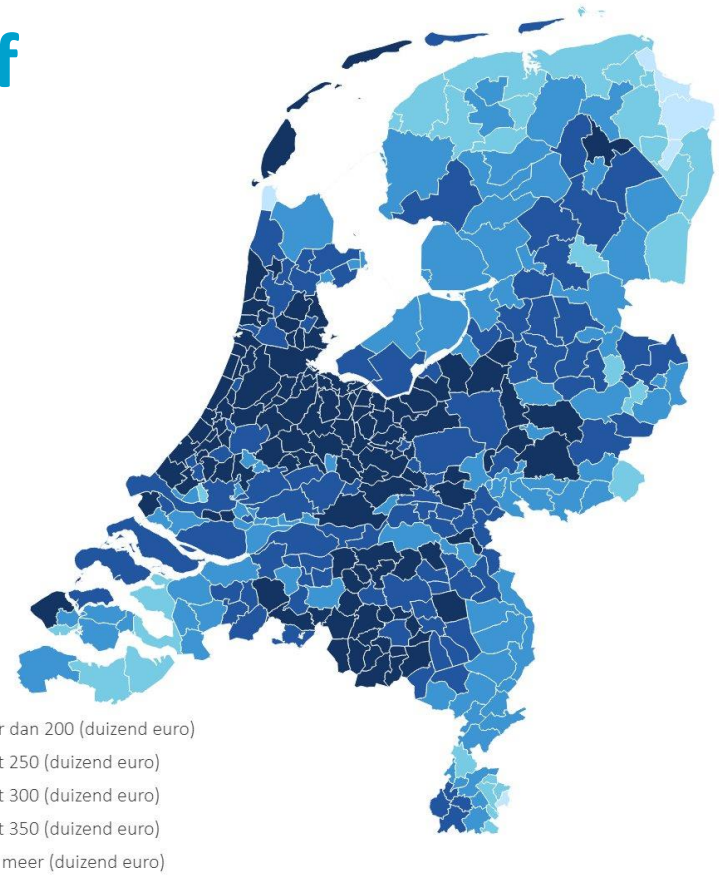 f
r dan 200 (duizend euro)
t 250 (duizend euro)
t 300 (duizend euro)
t 350 (duizend euro)
meer (duizend euro)